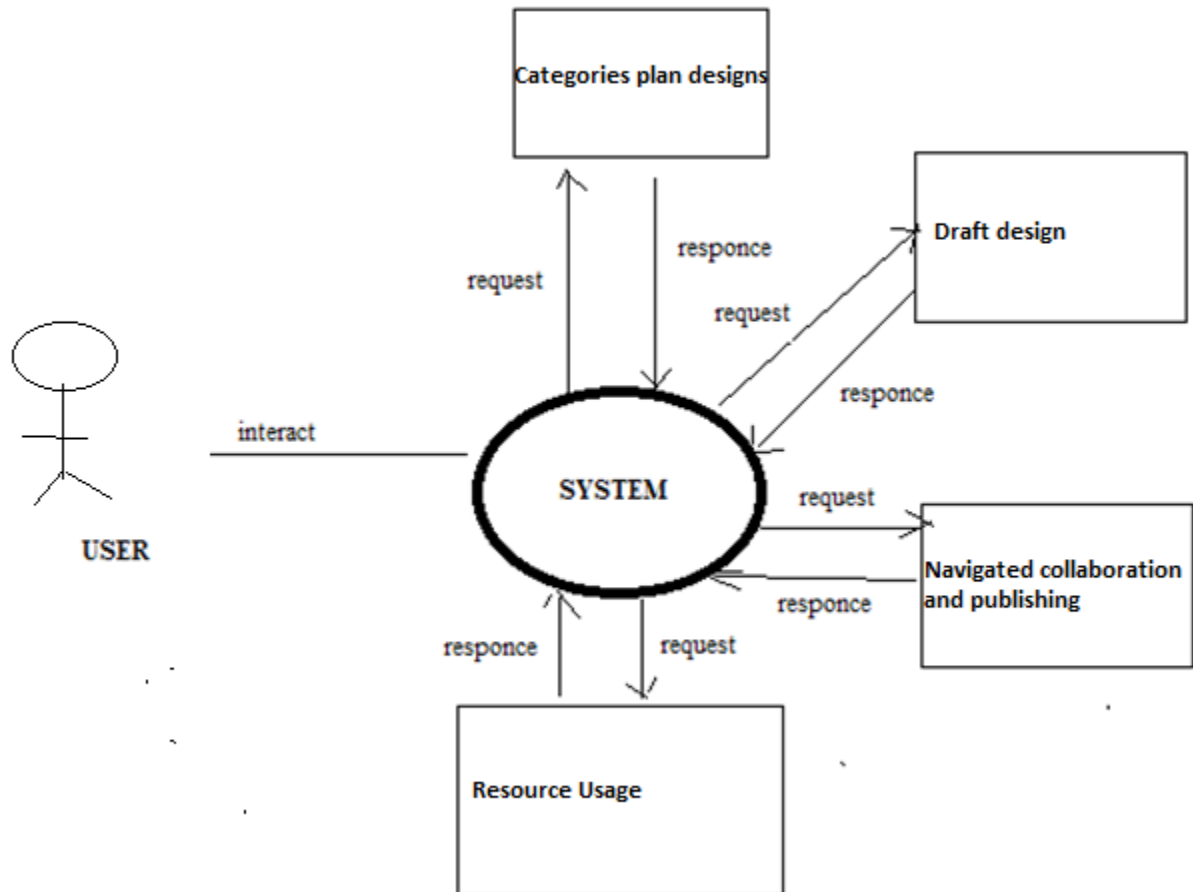 Categories plan designs
responce
request
Draft design
request
responce
interact
SYSTEM
request
USER
Navigated collaboration
and publishing
responce
responce
request
Resource Usage